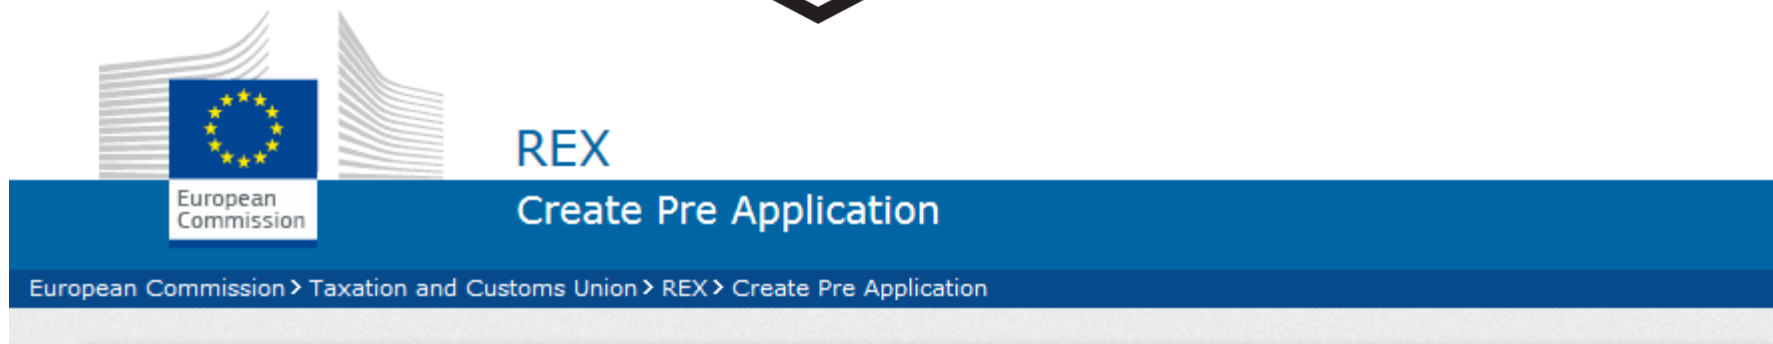 REX
European
Commission
Create Pre Application
European Commission > Taxation and Customs Union > REX > Create Pre Application